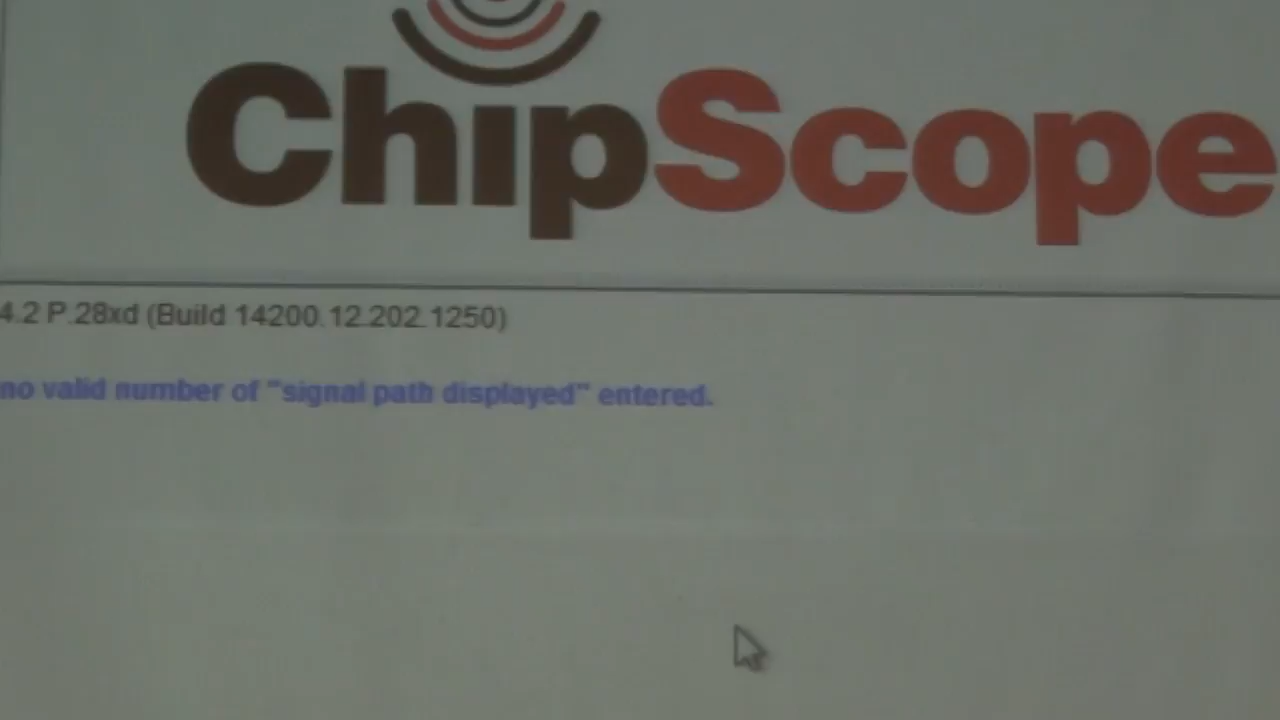 ChipScope
4.2 P.28xd (Build 14200.12.202.1250)
no valid number of "signal path displayed" entered.